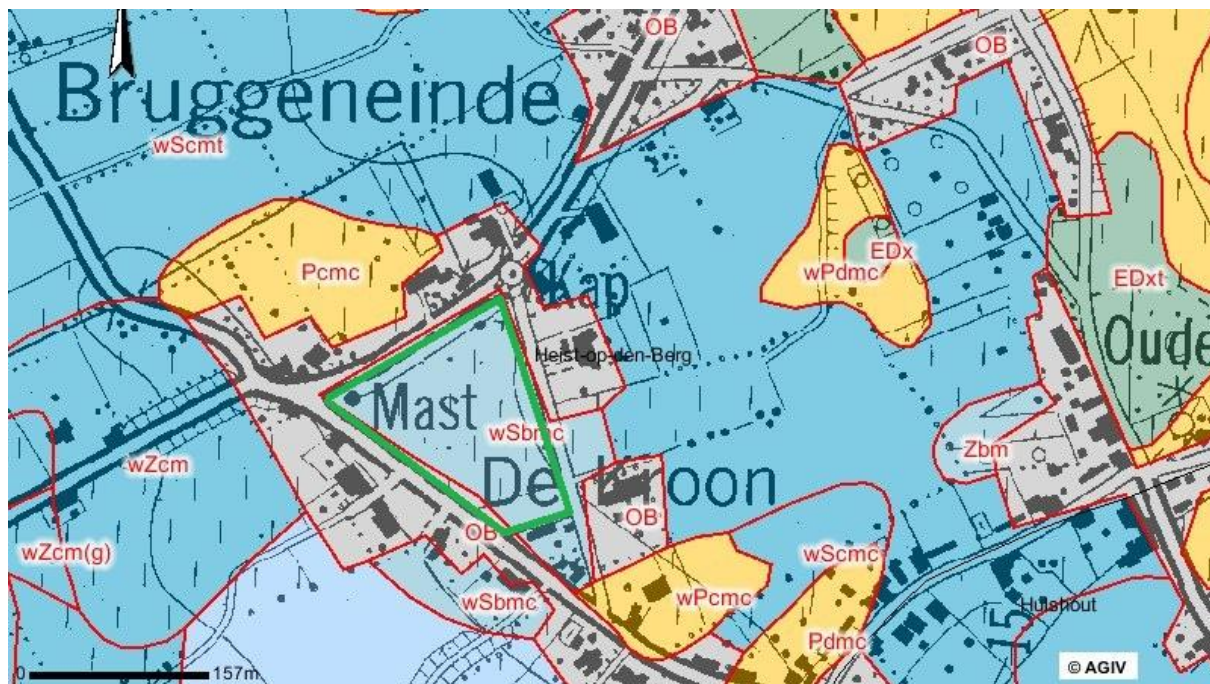 OB
OB
Bruggeneinde
wScmt
Pcmc
wPdmc
EDx
EDxt
Kap
Oude
Heist-op-den-Berg
Mast
wSbmc
wZcm
Zbm
De Kroon
OB
OB
wZcm(g)
wScmc
wSbmc
wPcmc
Hulshout
15
Pdmc
0 157m
© AGIV